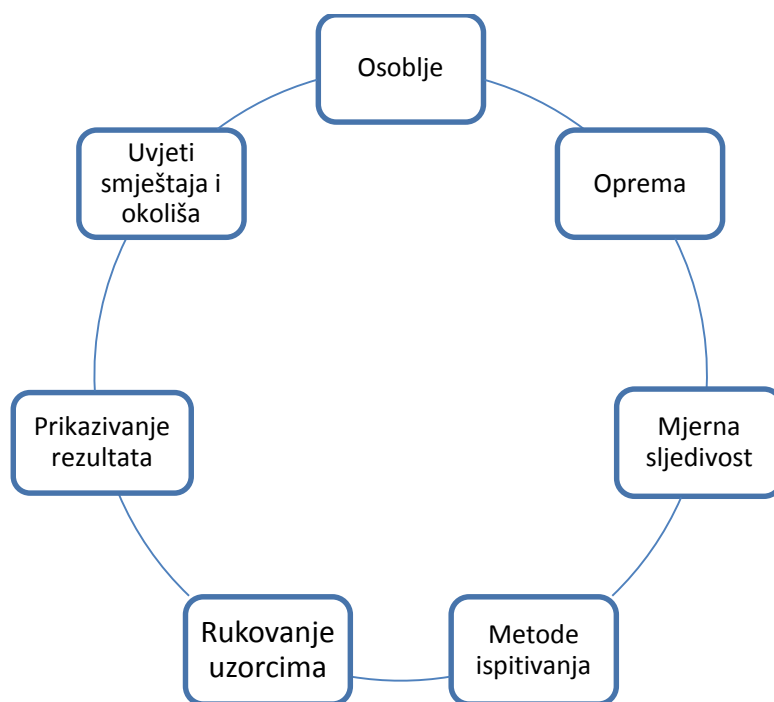 Osoblje
Oprema
Mjerna
sljedivost
Metode
ispitivanja
Rukovanje
uzorcima
Prikazivanje
rezultata
Uvjeti
smještaja i
okoliša